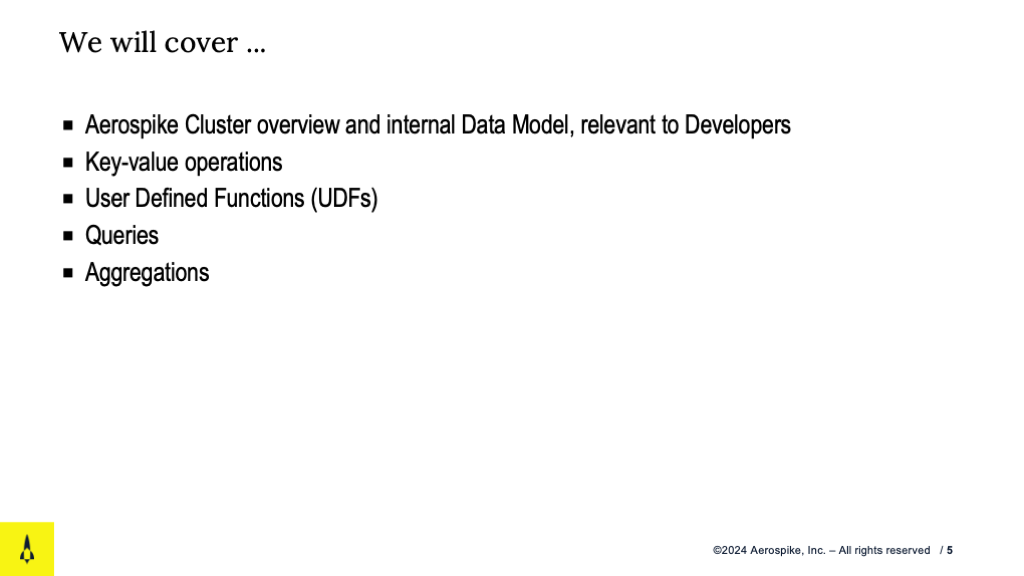 We will cover ...
▪ Aerospike Cluster overview and internal Data Model, relevant to Developers
▪ Key-value operations
▪ User Defined Functions (UDFs)
▪ Queries
▪ Aggregations
©2024 Aerospike, Inc. – All rights reserved / 5